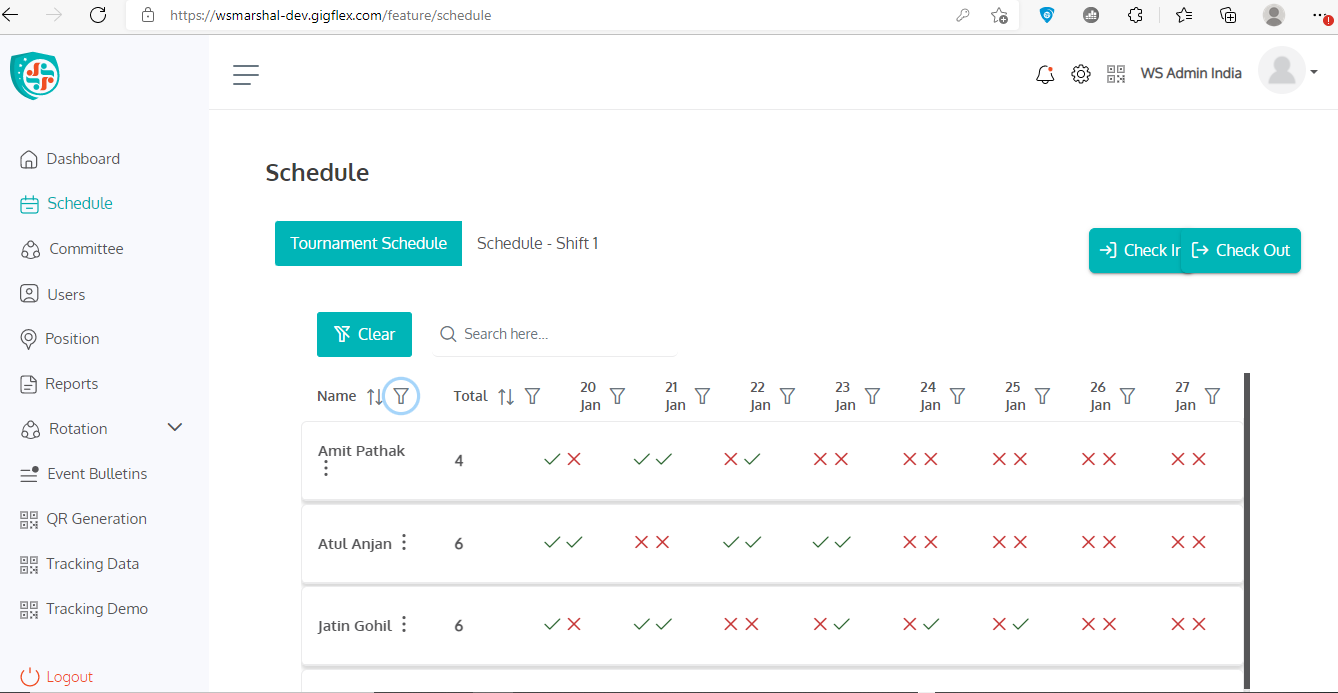 https://wsmarshal-dev.gigflex.com/feature/schedule
WS Admin India
Dashboard
Schedule
Committee
Users
Position
Reports
Rotation
Event Bulletins
QR Generation
Tracking Data
Tracking Demo
Logout
Schedule
Tournament Schedule Schedule - Shift 1
Check In Check Out
Clear Search here...
Name Total 20 Jan 21 Jan 22 Jan 23 Jan 24 Jan 25 Jan 26 Jan 27 Jan
Amit Pathak 4
Atul Anjan 6
Jatin Gohil 6